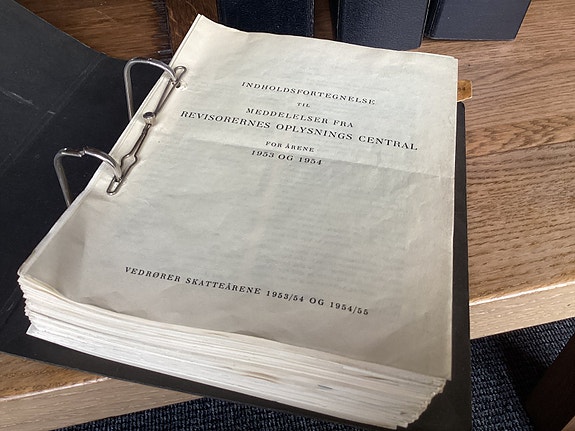 INDHOLDSFORTEGNELSE
TIL
MEDDELELSER FRA
REVISORERNES OPLYSNINGS CENTRAL
FOR ÅRENE
1953 OG 1954
VEDRØRER SKATTEÅRENE 1953/54 OG 1954/55